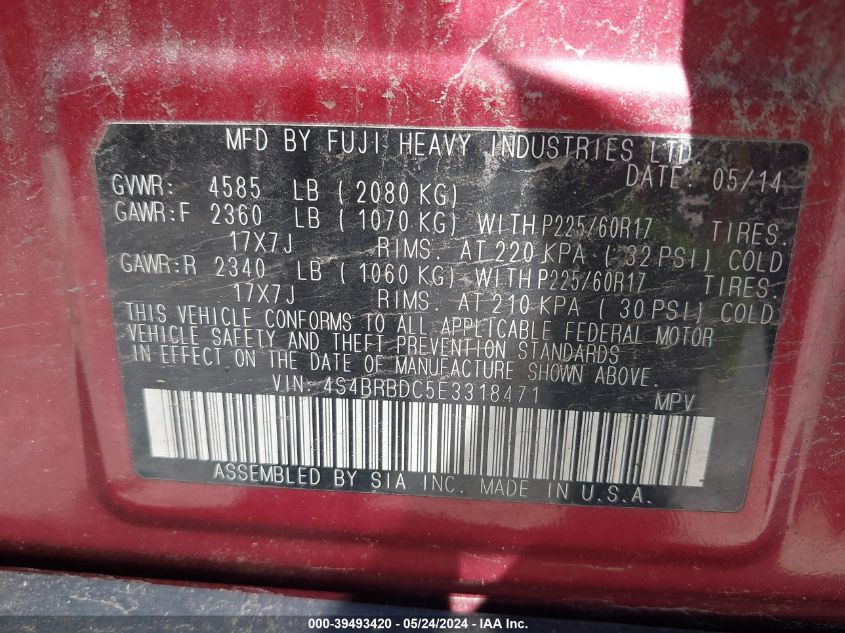 MFD BY FUJI HEAVY INDUSTRIES LTD
DATE: 05/14
GVWR: 4585 LB ( 2080 KG)
GAWR:F 2360 LB ( 1070 KG) WITH P225/60R17 TIRES.
17X7J RIMS. AT 220 KPA ( 32 PSI) COLD
GAWR:R 2340 LB ( 1060 KG) WITH P225/60R17 TIRES.
17X7J RIMS. AT 210 KPA ( 30 PSI) COLD
THIS VEHICLE CONFORMS TO ALL APPLICABLE FEDERAL MOTOR
VEHICLE SAFETY AND THEFT PREVENTION STANDARDS
IN EFFECT ON THE DATE OF MANUFACTURE SHOWN ABOVE.
VIN: 4S4BRBDC5E3318471 MPV
ASSEMBLED BY SIA INC. MADE IN U.S.A.
000-39493420 - 05/24/2024 - IAA Inc.